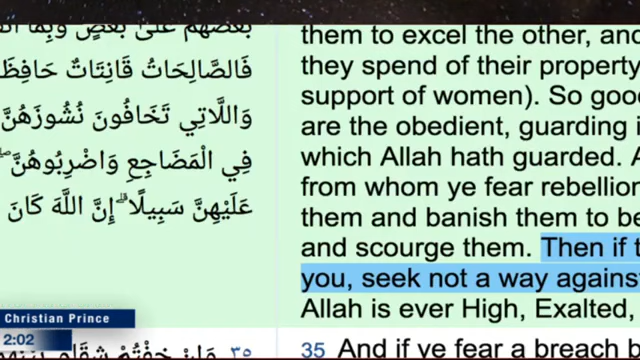 بَعْضَهُمْ عَلَىٰ بَعْضٍ وَبِمَا
فَالصَّالِحَاتُ قَانِتَاتٌ حَافِظَ
وَاللَّاتِي تَخَافُونَ نُشُوزَهُنَّ
فِي الْمَضَاجِعِ وَاضْرِبُوهُنَّ ۖ
عَلَيْهِنَّ سَبِيلًا ۗ إِنَّ اللَّهَ كَانَ
them to excel the other, and
they spend of their property
support of women). So goo
are the obedient, guarding i
which Allah hath guarded. A
from whom ye fear rebellion
them and banish them to be
and scourge them. Then if t
you, seek not a way against
Allah is ever High, Exalted,
٣٥ وَإِنْ خِفْتُمْ شِقَاقَ
35 And if ye fear a breach b
Christian Prince
2:02